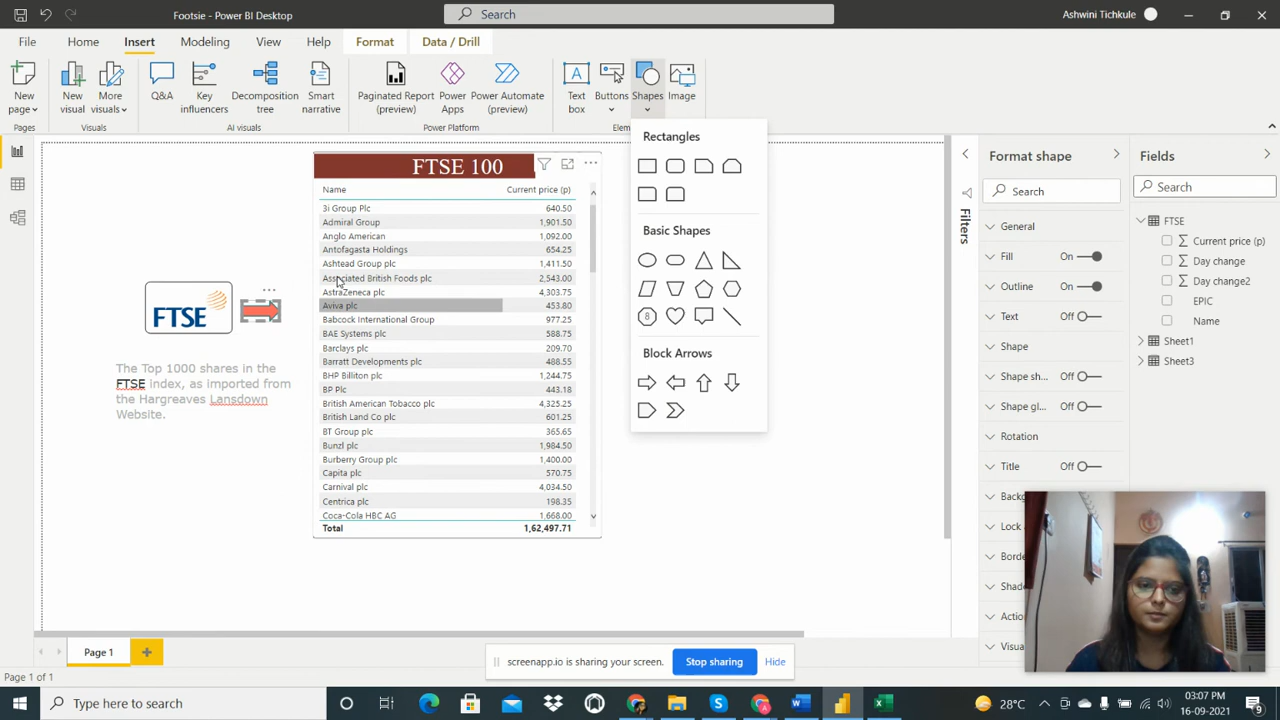 Footsie - Power BI Desktop
Search
Ashwini Tichkule
File
Home
Insert
Modeling
View
Help
Format
Data / Drill
New page
New visual
More visuals
Q&A
Key influencers
Decomposition tree
Smart narrative
Paginated Report (preview)
Power Apps
Power Automate (preview)
Text box
Buttons
Shapes
Image
Pages
Visuals
AI visuals
Power Platform
Elem
Rectangles
Basic Shapes
8
Block Arrows
FTSE
The Top 1000 shares in the
FTSE index, as imported from
the Hargreaves Lansdown
Website.
FTSE 100
Name Current price (p)
3i Group Plc 640.50
Admiral Group 1,901.50
Anglo American 1,092.00
Antofagasta Holdings 654.25
Ashtead Group plc 1,411.50
Associated British Foods plc 2,543.00
AstraZeneca plc 4,303.75
Aviva plc 453.80
Babcock International Group 977.25
BAE Systems plc 588.75
Barclays plc 209.70
Barratt Developments plc 488.55
BHP Billiton plc 1,244.75
BP Plc 443.18
British American Tobacco plc 4,325.25
British Land Co plc 601.25
BT Group plc 365.65
Bunzl plc 1,984.50
Burberry Group plc 1,400.00
Capita plc 570.75
Carnival plc 4,034.50
Centrica plc 198.35
Coca-Cola HBC AG 1,668.00
Total 1,62,497.71
Filters
Format shape
Search
General
Fill On
Outline On
Text Off
Shape
Shape sh... Off
Shape gl... Off
Rotation
Title Off
Backg
Lock A
Borde
Shado
Action
Visua
Fields
Search
FTSE
Current price (p)
Day change
Day change2
EPIC
Name
Sheet1
Sheet3
Page 1
Page 1 of 1
screenapp.io is sharing your screen.
Stop sharing
Hide
Type here to search
28°C
03:07 PM
16-09-2021